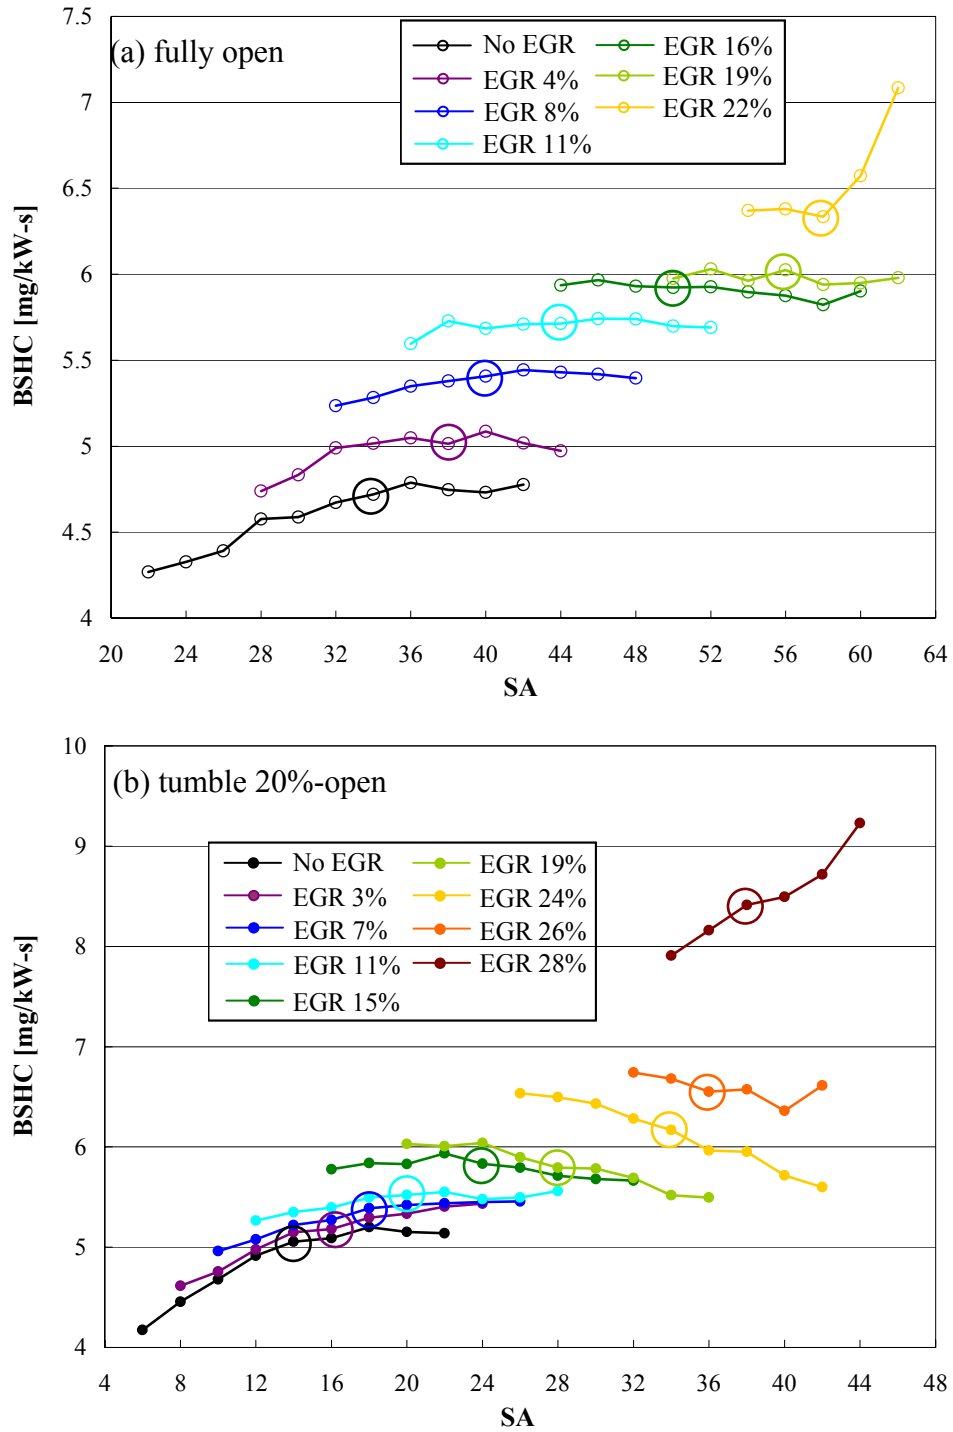 (a) fully open
No EGR
EGR 4%
EGR 8%
EGR 11%
EGR 16%
EGR 19%
EGR 22%
BSHC [mg/kW-s]
7.5
7
6.5
6
5.5
5
4.5
4
20 24 28 32 36 40 44 48 52 56 60 64
SA
(b) tumble 20%-open
No EGR
EGR 3%
EGR 7%
EGR 11%
EGR 15%
EGR 19%
EGR 24%
EGR 26%
EGR 28%
BSHC [mg/kW-s]
10
9
8
7
6
5
4
4 8 12 16 20 24 28 32 36 40 44 48
SA